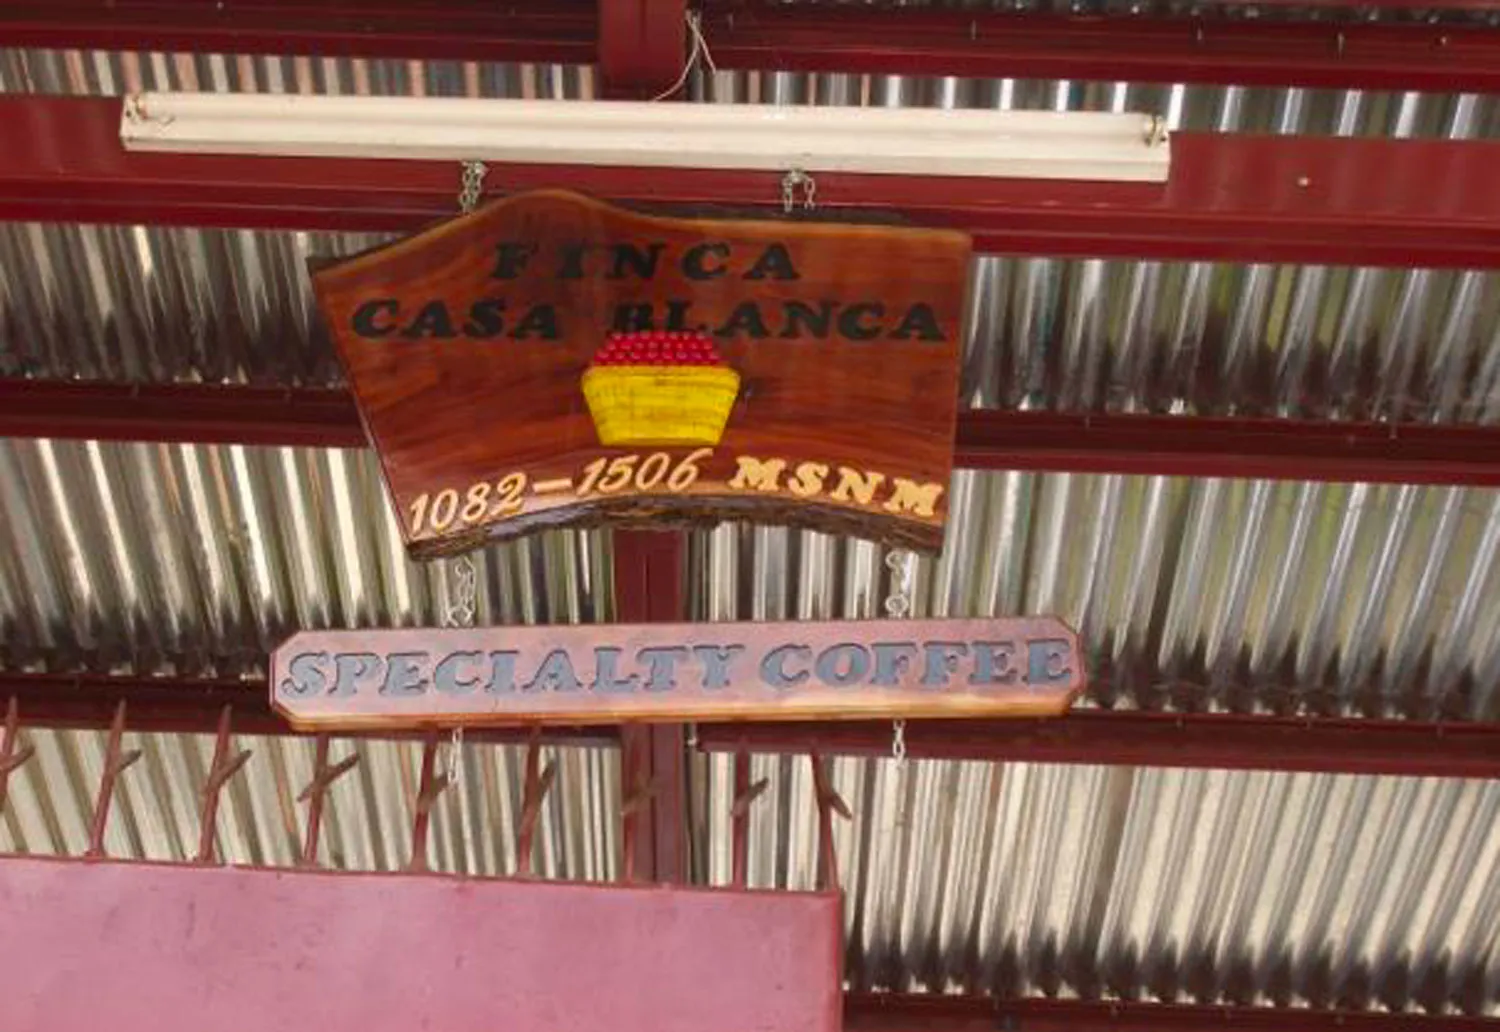 FINCA
CASA BLANCA
1082-1506 MSNM
SPECIALTY COFFEE